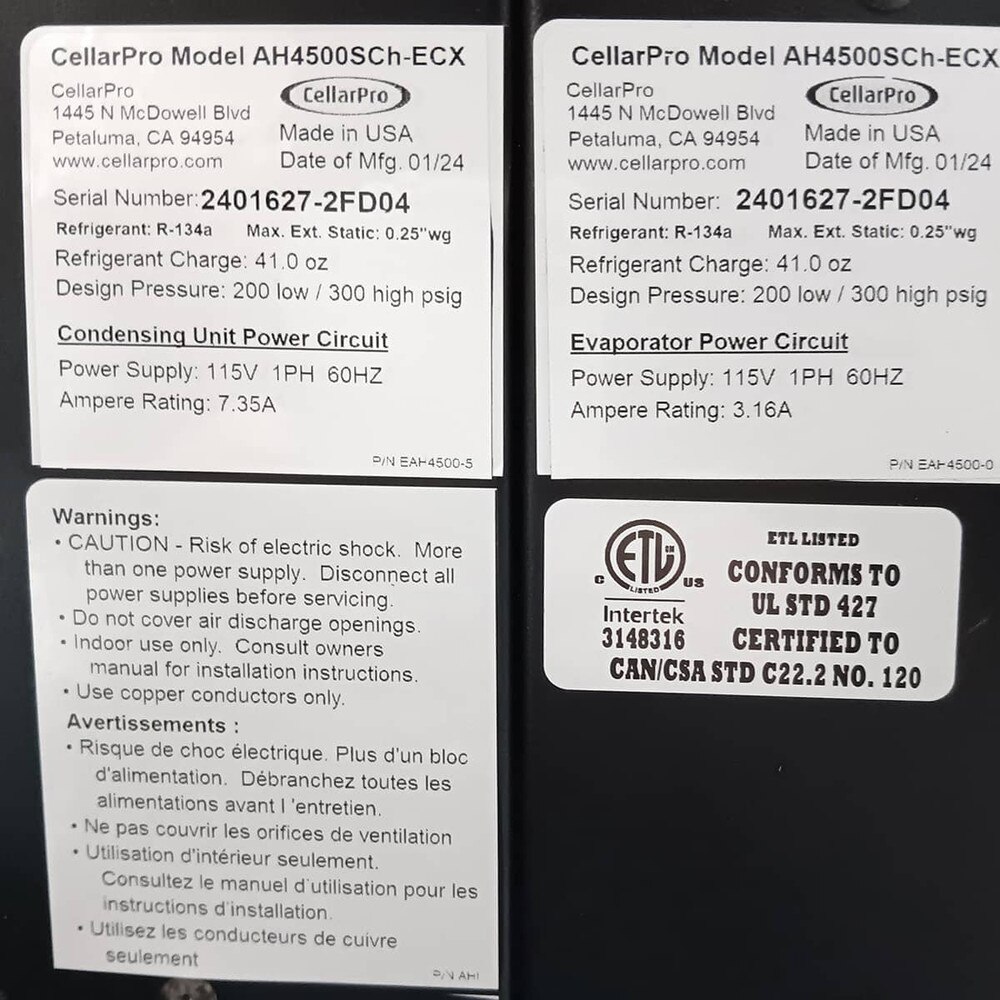 CellarPro Model AH4500SCh-ECX
CellarPro
1445 N McDowell Blvd
Petaluma, CA 94954
www.cellarpro.com
CellarPro
Made in USA
Date of Mfg. 01/24
Serial Number: 2401627-2FD04
Refrigerant: R-134a Max. Ext. Static: 0.25"wg
Refrigerant Charge: 41.0 oz
Design Pressure: 200 low / 300 high psig
Condensing Unit Power Circuit
Power Supply: 115V 1PH 60HZ
Ampere Rating: 7.35A
P/N EAH4500-5
CellarPro Model AH4500SCh-ECX
CellarPro
1445 N McDowell Blvd
Petaluma, CA 94954
www.cellarpro.com
CellarPro
Made in USA
Date of Mfg. 01/24
Serial Number: 2401627-2FD04
Refrigerant: R-134a Max. Ext. Static: 0.25"wg
Refrigerant Charge: 41.0 oz
Design Pressure: 200 low / 300 high psig
Evaporator Power Circuit
Power Supply: 115V 1PH 60HZ
Ampere Rating: 3.16A
P/N EAH4500-0
Warnings:
• CAUTION - Risk of electric shock. More
than one power supply. Disconnect all
power supplies before servicing.
• Do not cover air discharge openings.
• Indoor use only. Consult owners
manual for installation instructions.
• Use copper conductors only.
Avertissements :
• Risque de choc électrique. Plus d'un bloc
d'alimentation. Débranchez toutes les
alimentations avant l 'entretien.
• Ne pas couvrir les orifices de ventilation
• Utilisation d'intérieur seulement.
Consultez le manuel d'utilisation pour les
instructions d'installation.
• Utilisez les conducteurs de cuivre
seulement
P/N AH
ETL CM
LISTED
C US
Intertek
3148316
ETL LISTED
CONFORMS TO
UL STD 427
CERTIFIED TO
CAN/CSA STD C22.2 NO. 120